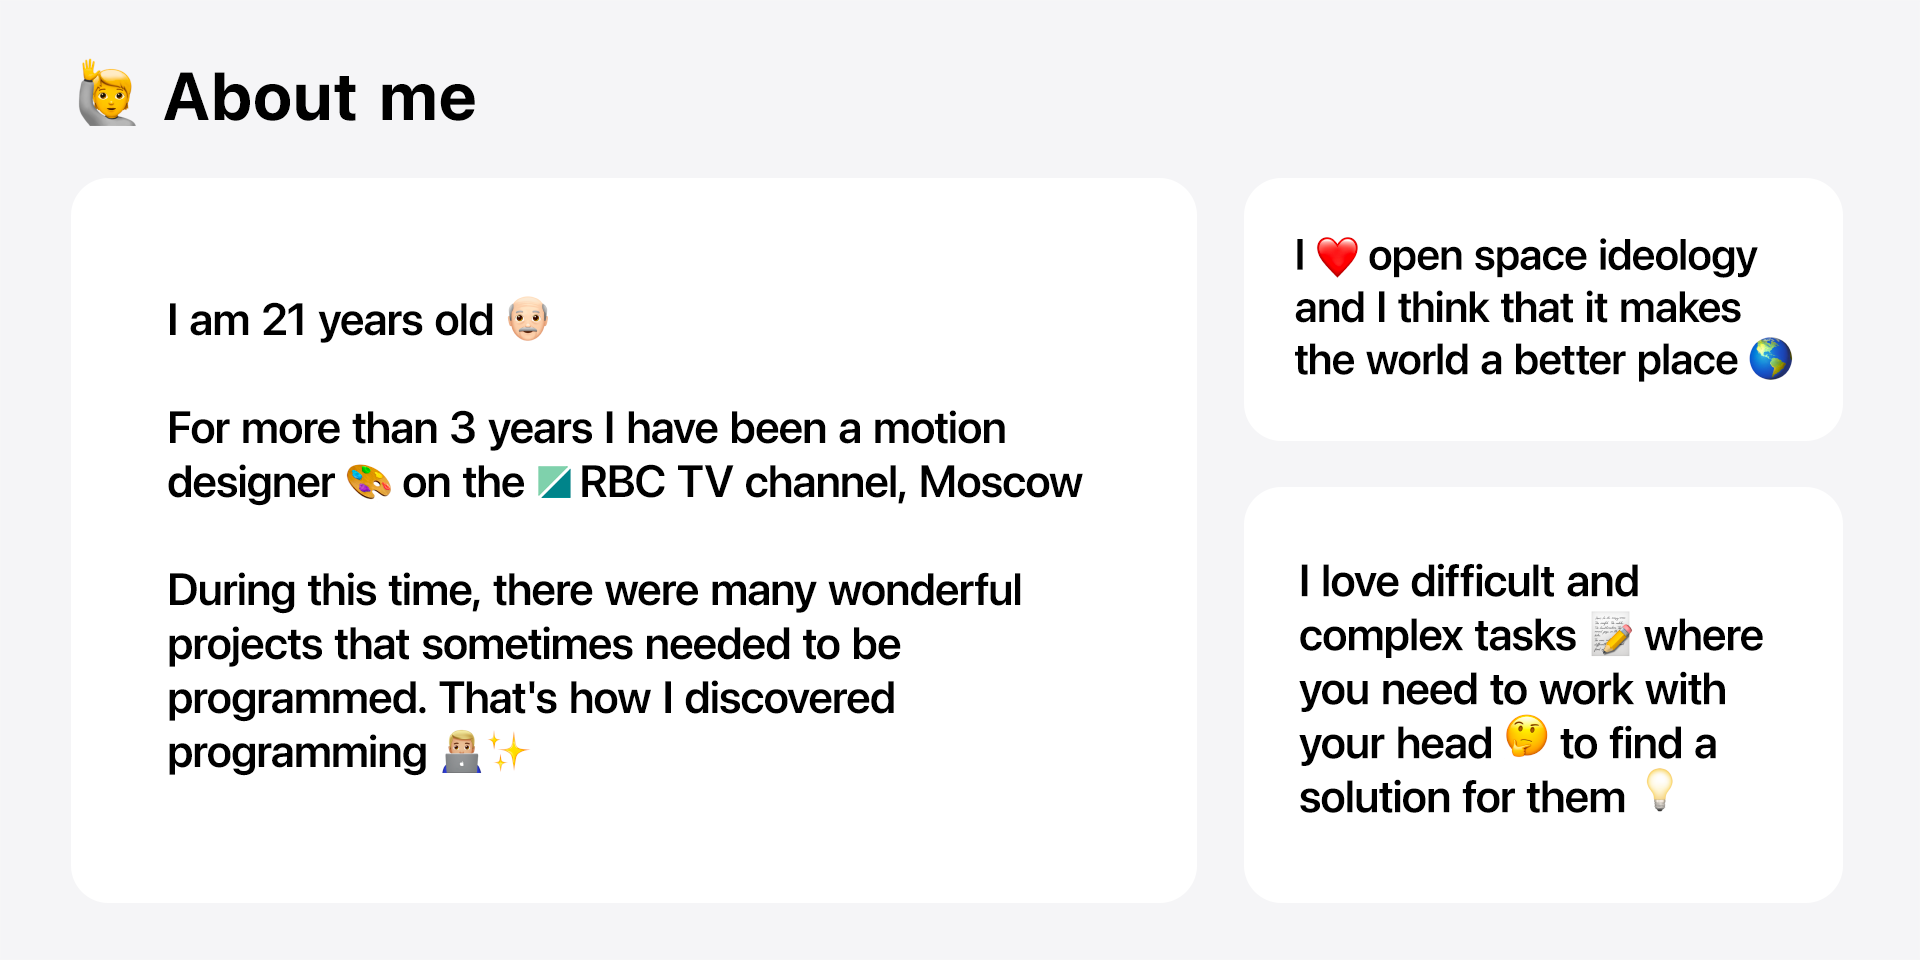 🙋 About me
I am 21 years old 👴🏻
For more than 3 years I have been a motion
designer 🎨 on the RBC TV channel, Moscow
During this time, there were many wonderful
projects that sometimes needed to be
programmed. That's how I discovered
programming 👨🏼‍💻✨
I ❤️ open space ideology
and I think that it makes
the world a better place 🌎
I love difficult and
complex tasks 📝 where
you need to work with
your head 🤔 to find a
solution for them 💡